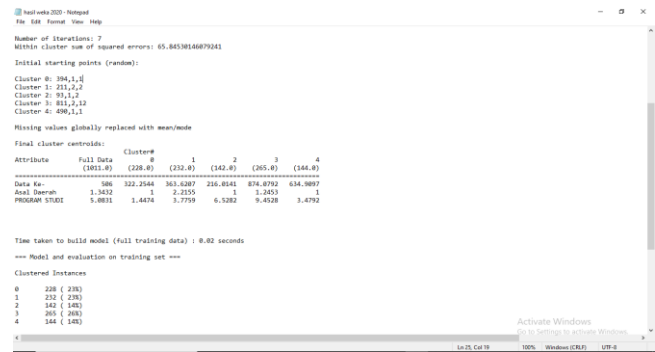 hasil weka 2020 - Notepad
File Edit Format View Help
Number of iterations: 7
Within cluster sum of squared errors: 65.84530146079241
Initial starting points (random):
Cluster 0: 394,1,1
Cluster 1: 211,2,2
Cluster 2: 93,1,2
Cluster 3: 811,2,12
Cluster 4: 490,1,1
Missing values globally replaced with mean/mode
Final cluster centroids:
Cluster#
Attribute Full Data 0 1 2 3 4
(1011.0) (228.0) (232.0) (142.0) (265.0) (144.0)
Data Ke- 506 322.2544 363.6207 216.0141 874.0792 634.9097
Asal Daerah 1.3432 1 2.2155 1 1.2453 1
PROGRAM STUDI 5.0831 1.4474 3.7759 6.5282 9.4528 3.4792
Time taken to build model (full training data) : 0.02 seconds
=== Model and evaluation on training set ===
Clustered Instances
0 228 ( 23%)
1 232 ( 23%)
2 142 ( 14%)
3 265 ( 26%)
4 144 ( 14%)
Activate Windows
Go to Settings to activate Windows.
Ln 25, Col 19 100% Windows (CRLF) UTF-8